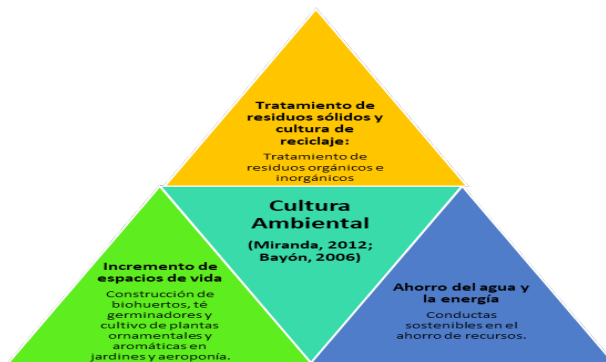 Tratamiento de
residuos sólidos y
cultura de
reciclaje:
Tratamiento de
residuos orgánicos e
inorgánicos
Cultura
Ambiental
(Miranda, 2012;
Bayón, 2006)
Incremento de
espacios de vida
Construcción de
biohuertos, té
germinadores y
cultivo de plantas
ornamentales y
aromáticas en
jardines y aeroponía.
Ahorro del agua y
la energía
Conductas
sostenibles en el
ahorro de recursos.